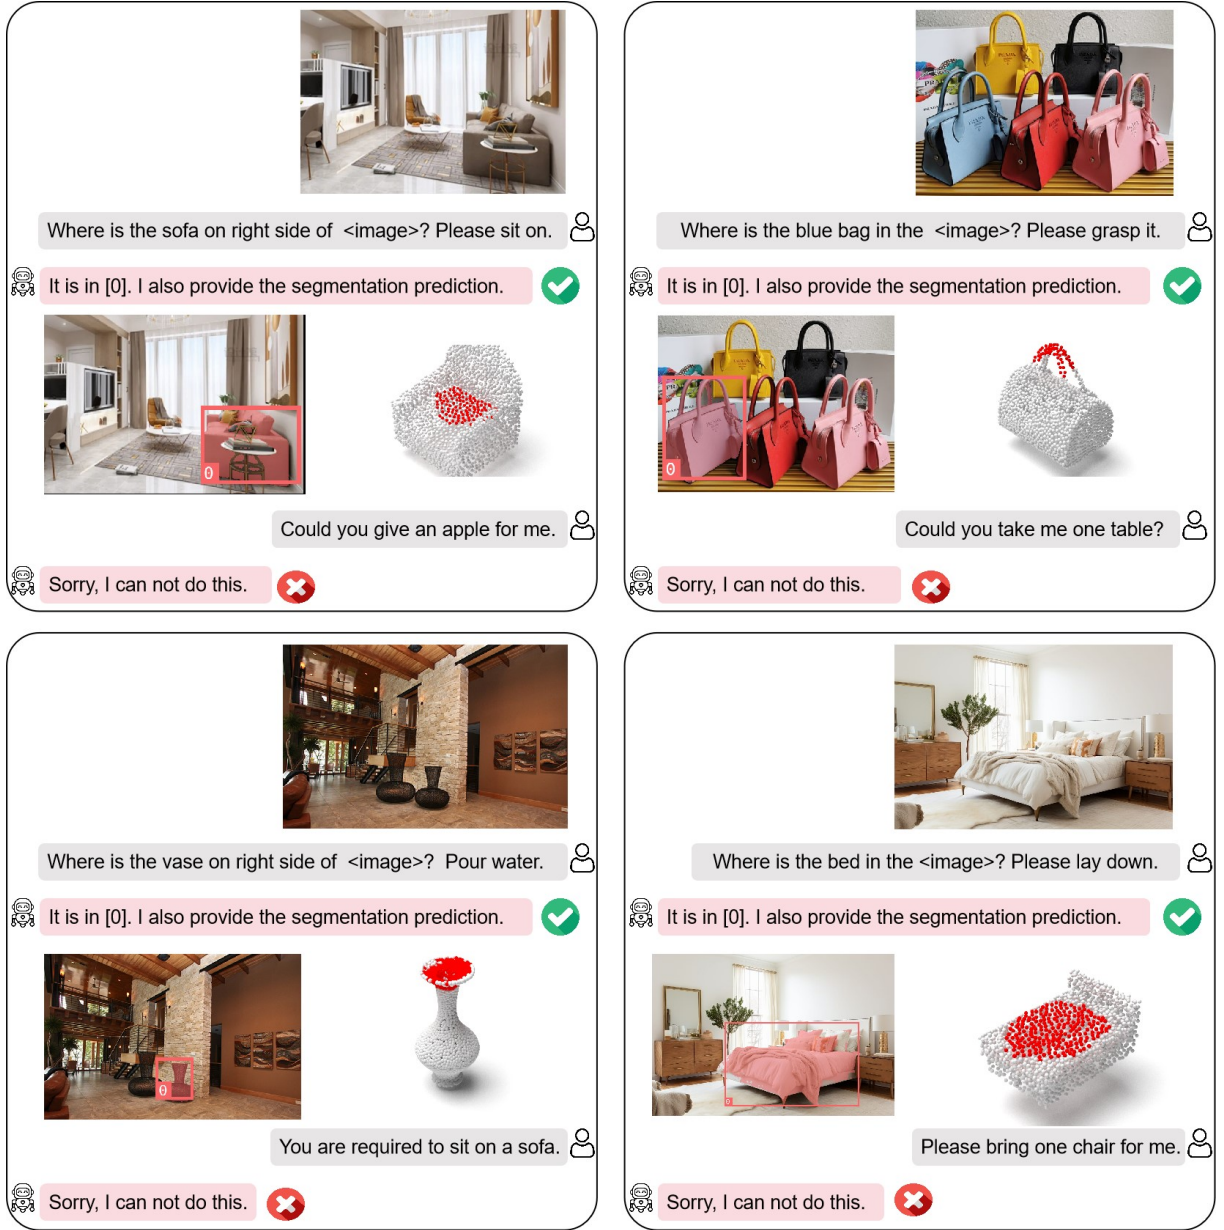 Where is the sofa on right side of  <image>? Please sit on.
It is in [0]. I also provide the segmentation prediction.
0
Could you give an apple for me.
Sorry, I can not do this.
Where is the blue bag in the  <image>? Please grasp it.
It is in [0]. I also provide the segmentation prediction.
0
Could you take me one table?
Sorry, I can not do this.
Where is the vase on right side of  <image>?  Pour water.
It is in [0]. I also provide the segmentation prediction.
0
You are required to sit on a sofa.
Sorry, I can not do this.
Where is the bed in the <image>? Please lay down.
It is in [0]. I also provide the segmentation prediction.
0
Please bring one chair for me.
Sorry, I can not do this.